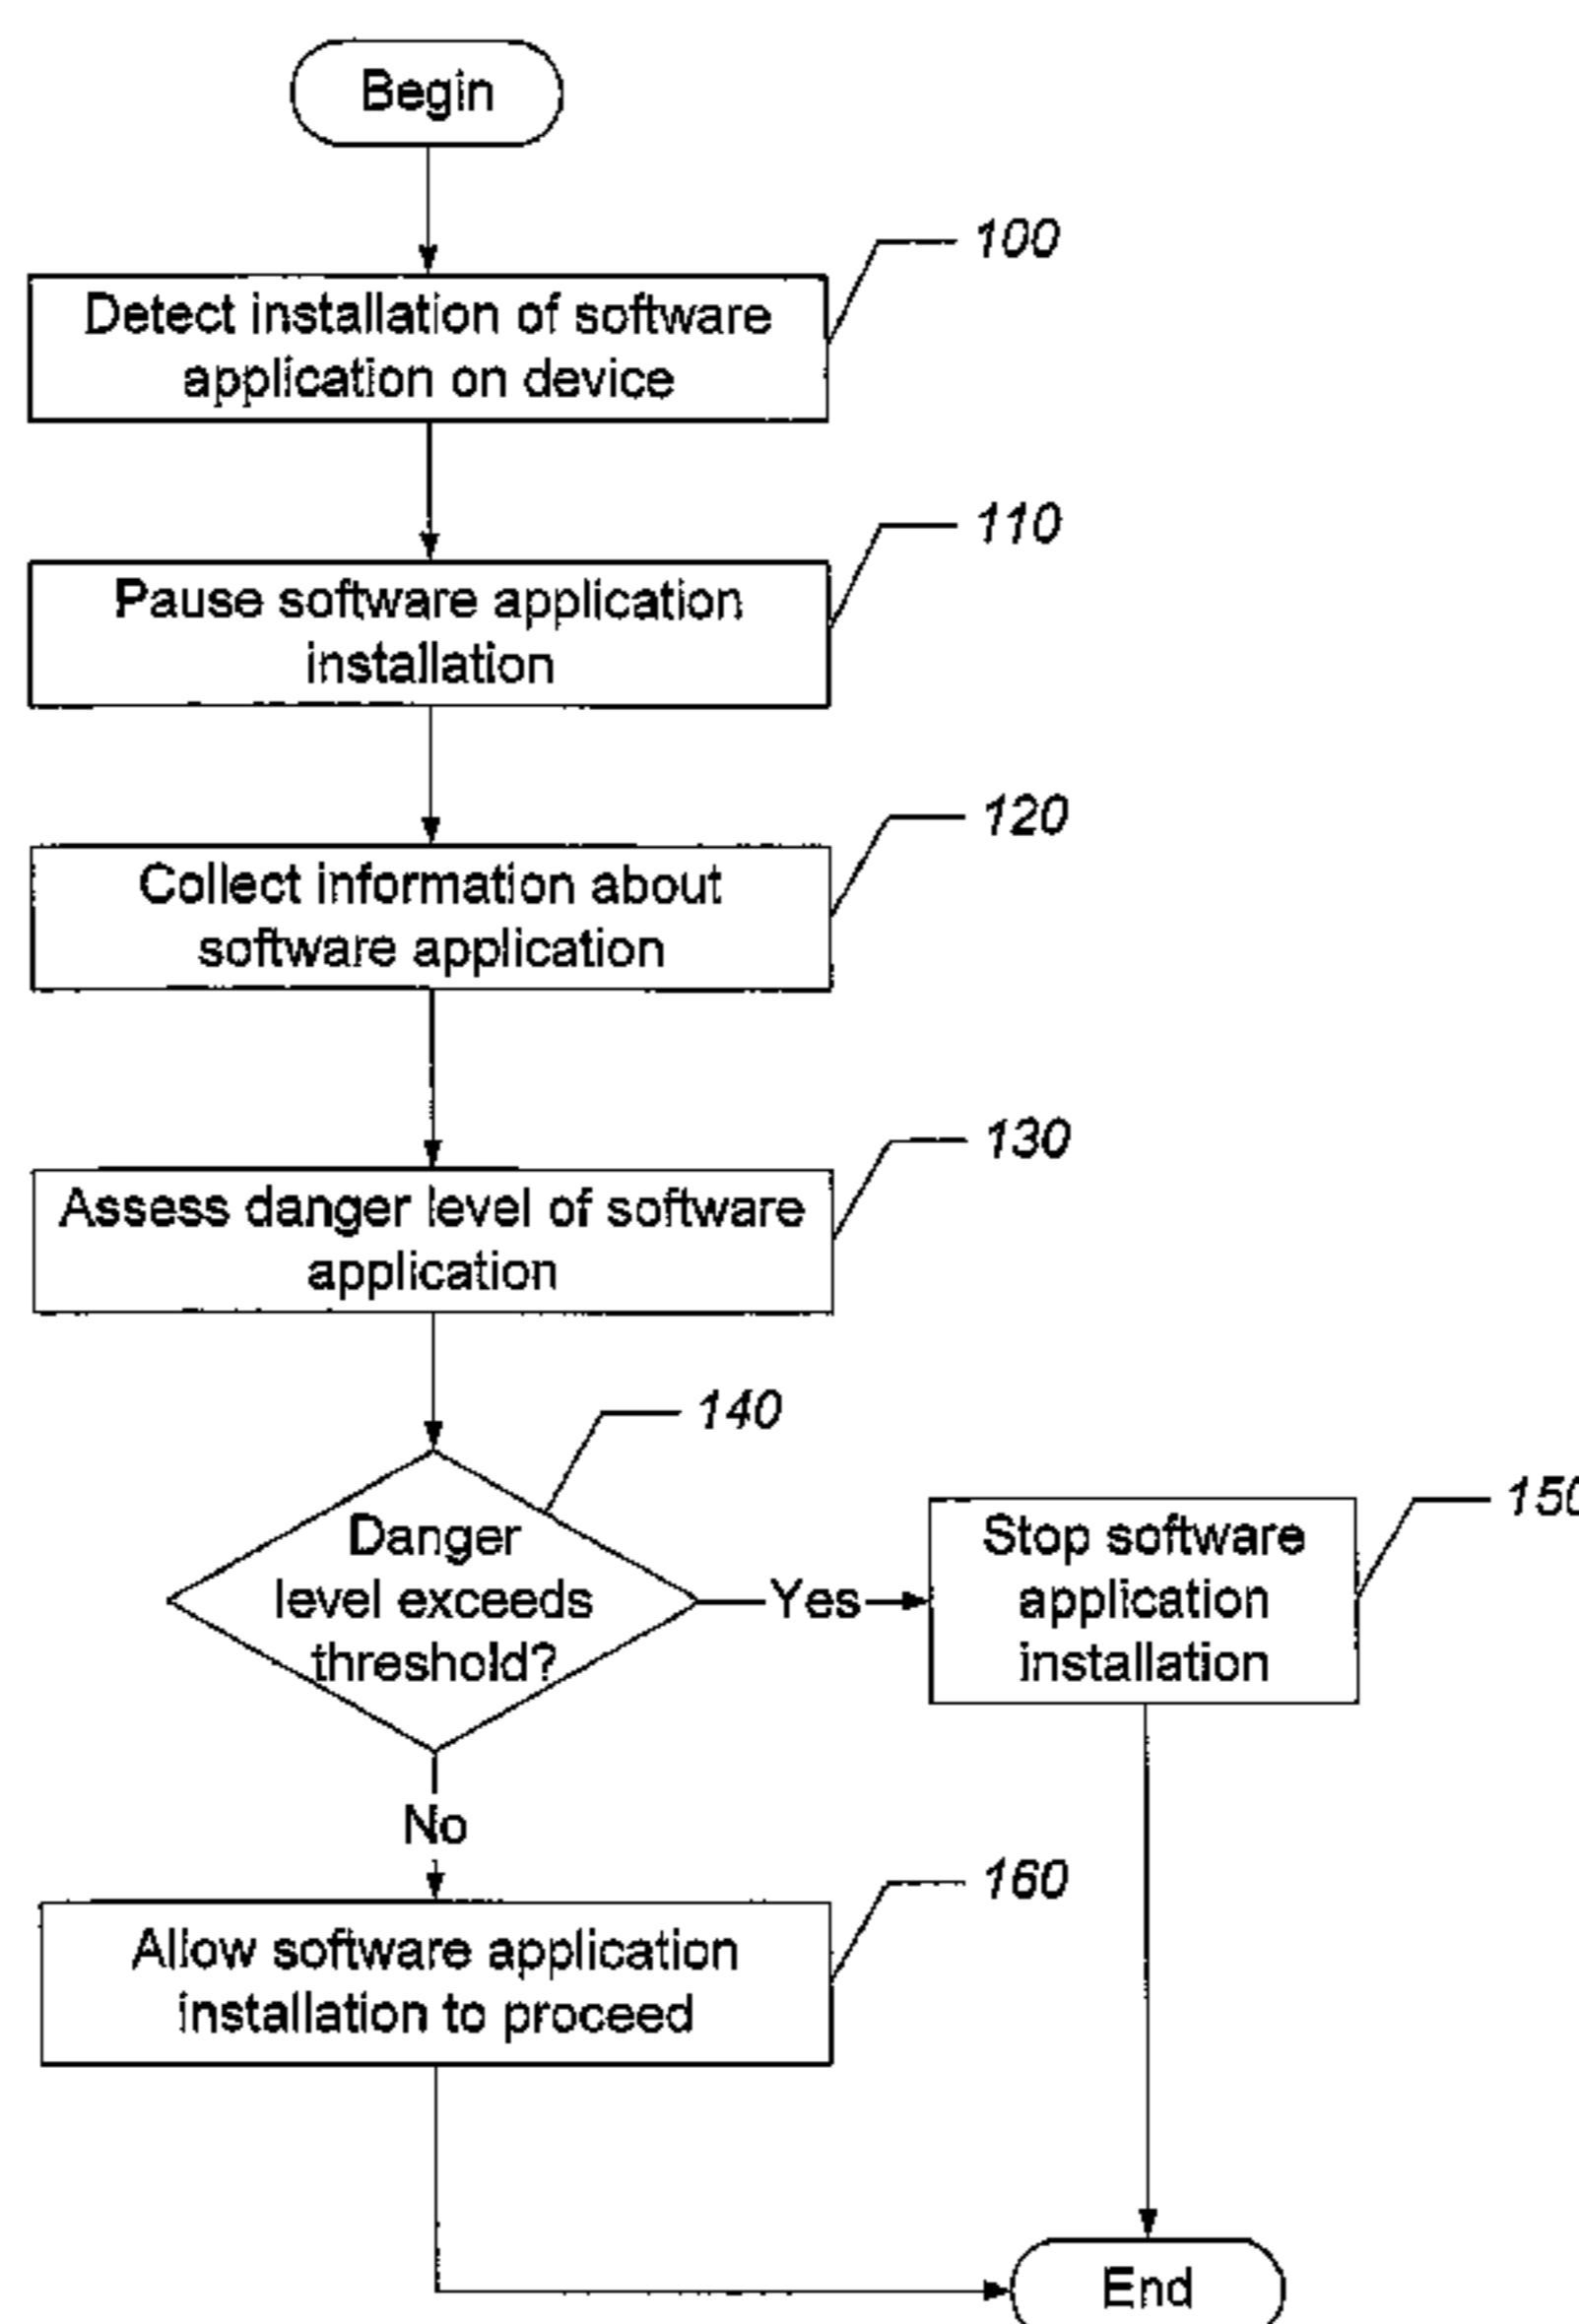 Begin
100
Detect installation of software
application on device
110
Pause software application
installation
120
Collect information about
software application
130
Assess danger level of software
application
140
Danger
level exceeds
threshold?
Yes
150
Stop software
application
installation
No
160
Allow software application
installation to proceed
End